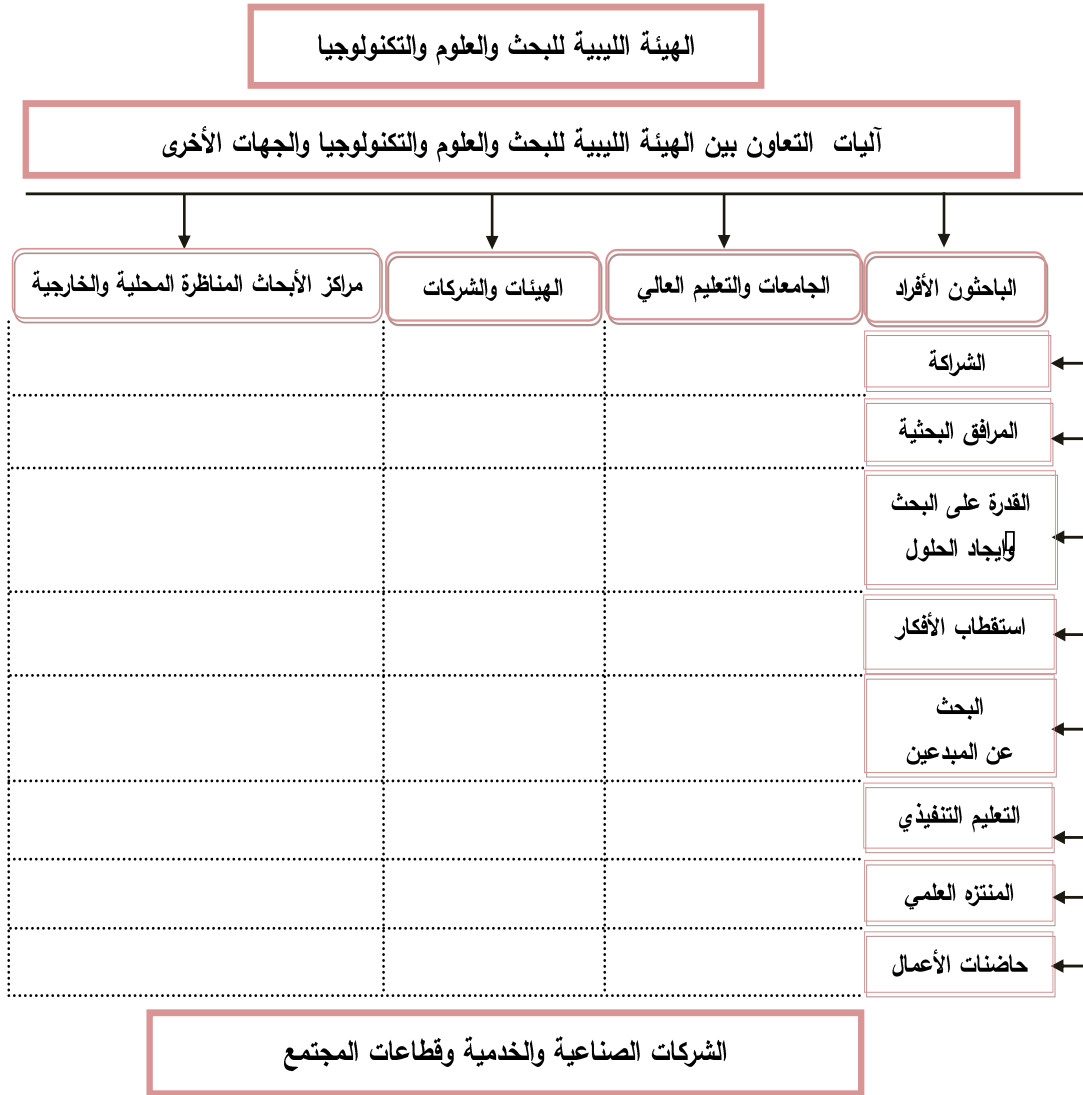 الهيئة الليبية للبحث والعلوم والتكنولوجيا
آليات التعاون بين الهيئة الليبية للبحث والعلوم والتكنولوجيا والجهات الأخرى
الباحثون الأفراد
الجامعات والتعليم العالي
الهيئات والشركات
مراكز الأبحاث المناظرة المحلية والخارجية
الشراكة
المرافق البحثية
القدرة على البحث
وايجاد الحلول
استقطاب الأفكار
البحث
عن المبدعين
التعليم التنفيذي
المنتزه العلمي
حاضنات الأعمال
الشركات الصناعية والخدمية وقطاعات المجتمع